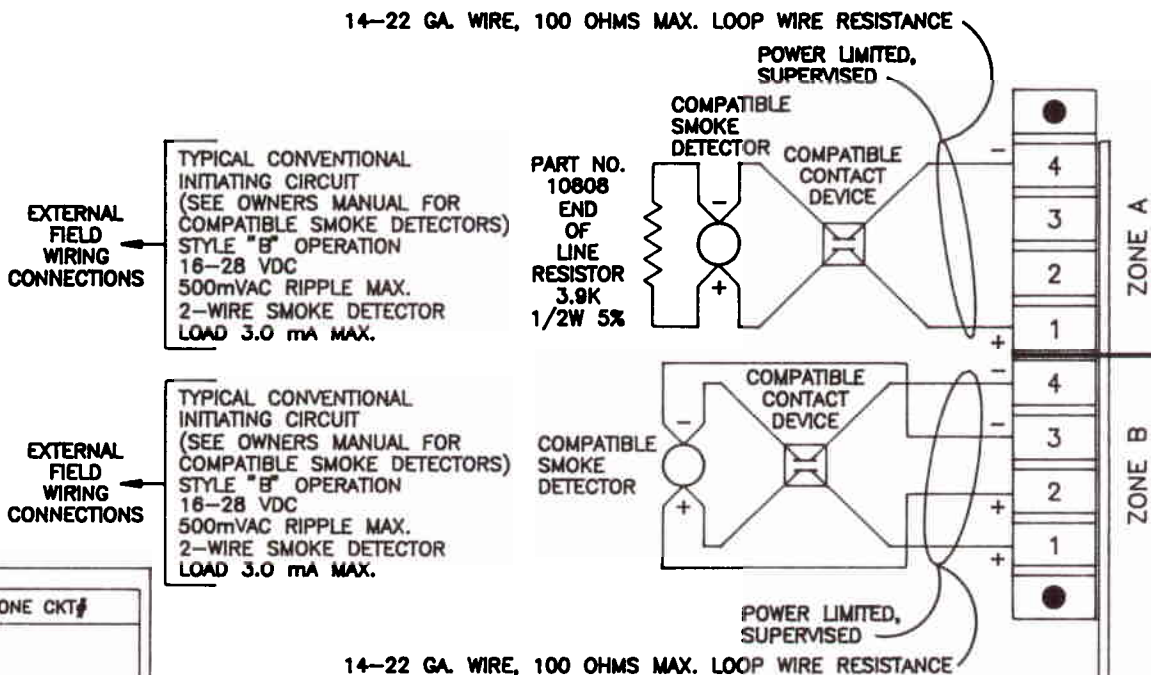 14-22 GA. WIRE, 100 OHMS MAX. LOOP WIRE RESISTANCE
POWER LIMITED,
SUPERVISED
COMPATIBLE
SMOKE
DETECTOR
COMPATIBLE
CONTACT
DEVICE
PART NO.
10808
END
OF
LINE
RESISTOR
3.9K
1/2W 5%
-
+
-
4
3
2
1
+
ZONE A
EXTERNAL
FIELD
WIRING
CONNECTIONS
TYPICAL CONVENTIONAL
INITIATING CIRCUIT
(SEE OWNERS MANUAL FOR
COMPATIBLE SMOKE DETECTORS)
STYLE "B" OPERATION
16-28 VDC
500mVAC RIPPLE MAX.
2-WIRE SMOKE DETECTOR
LOAD 3.0 mA MAX.
EXTERNAL
FIELD
WIRING
CONNECTIONS
TYPICAL CONVENTIONAL
INITIATING CIRCUIT
(SEE OWNERS MANUAL FOR
COMPATIBLE SMOKE DETECTORS)
STYLE "B" OPERATION
16-28 VDC
500mVAC RIPPLE MAX.
2-WIRE SMOKE DETECTOR
LOAD 3.0 mA MAX.
COMPATIBLE
SMOKE
DETECTOR
-
+
COMPATIBLE
CONTACT
DEVICE
-
4
-
3
2
+
1
+
ZONE B
POWER LIMITED,
SUPERVISED
14-22 GA. WIRE, 100 OHMS MAX. LOOP WIRE RESISTANCE
ONE CKT#